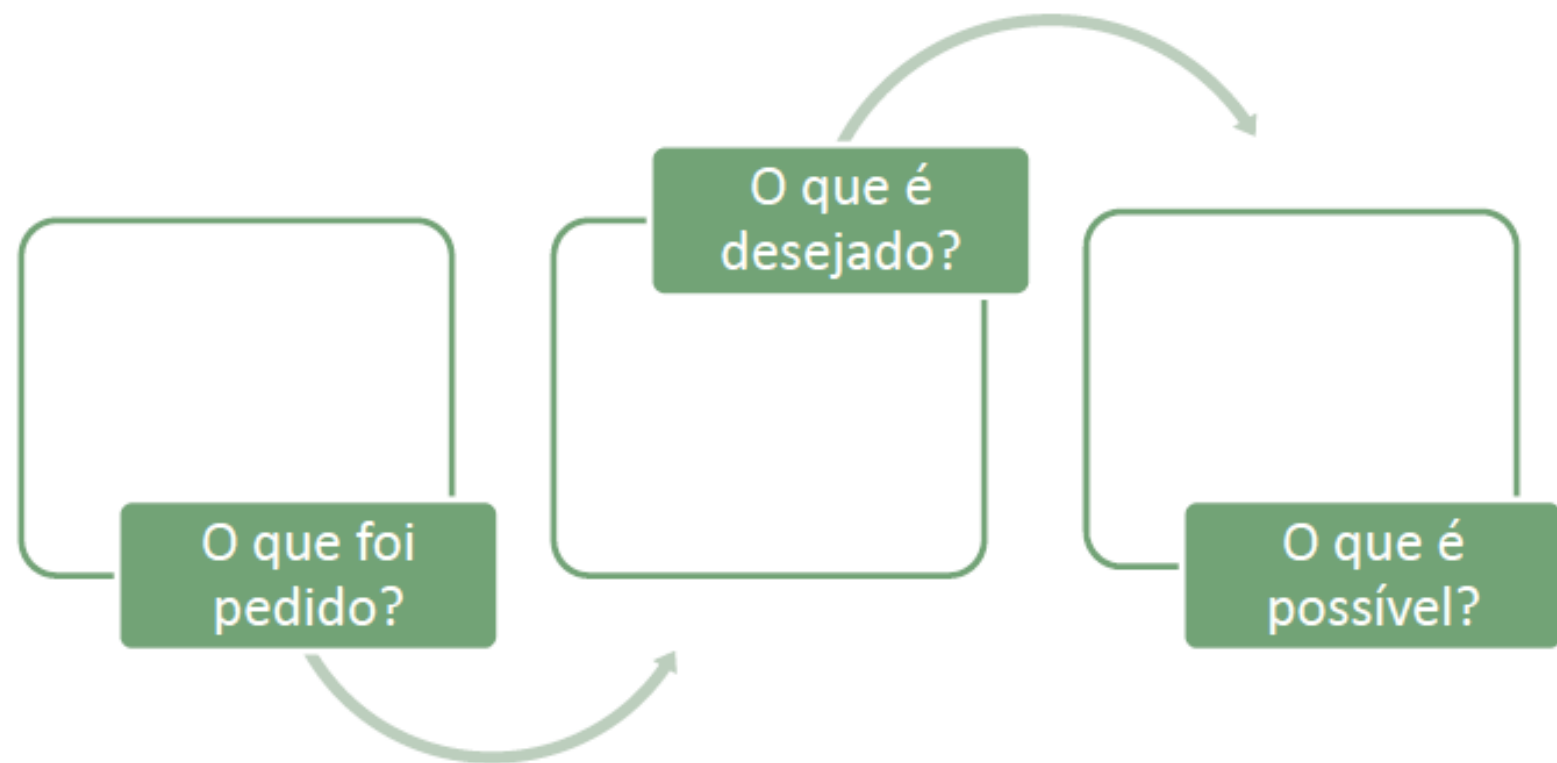 O que foi
pedido?
O que é
desejado?
O que é
possível?